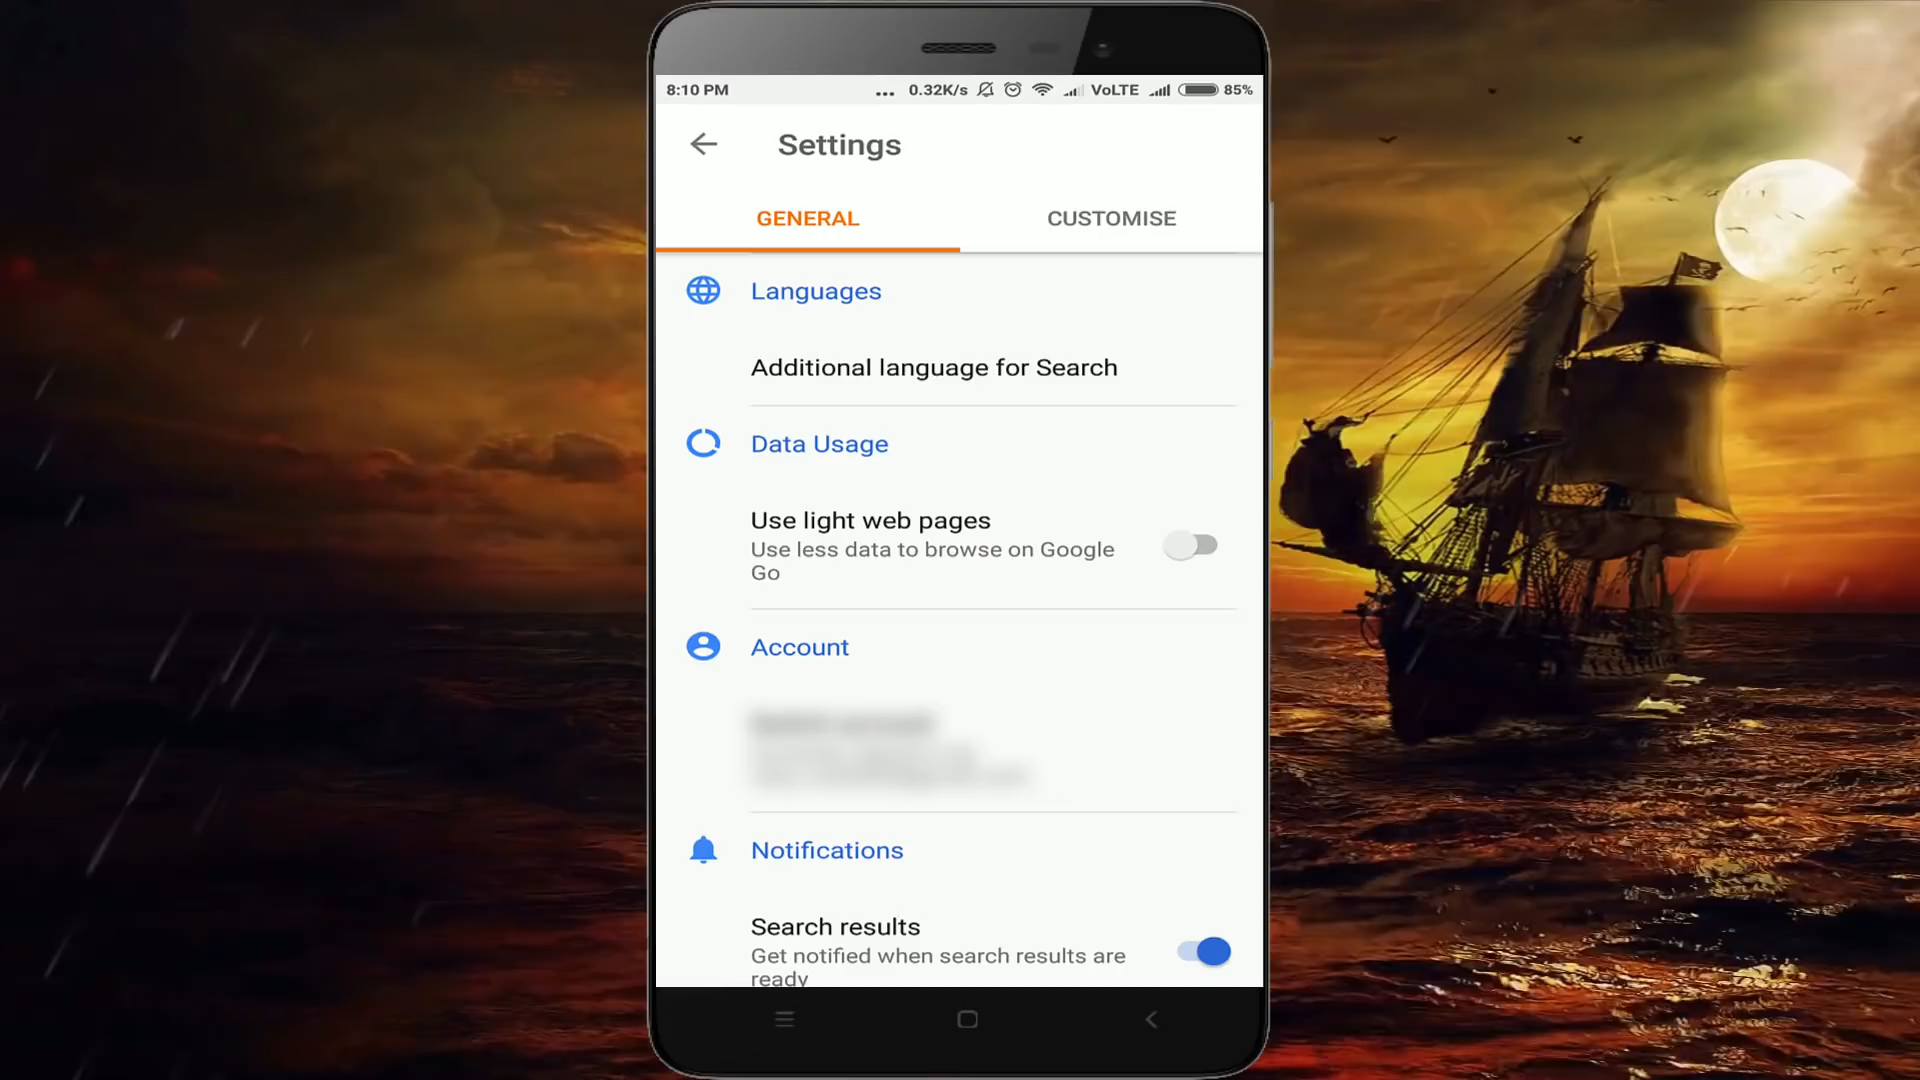 8:10 PM ... 0.32K/s VoLTE 85%
Settings
GENERAL CUSTOMISE
Languages
Additional language for Search
Data Usage
Use light web pages
Use less data to browse on Google
Go
Account
Notifications
Search results
Get notified when search results are
ready